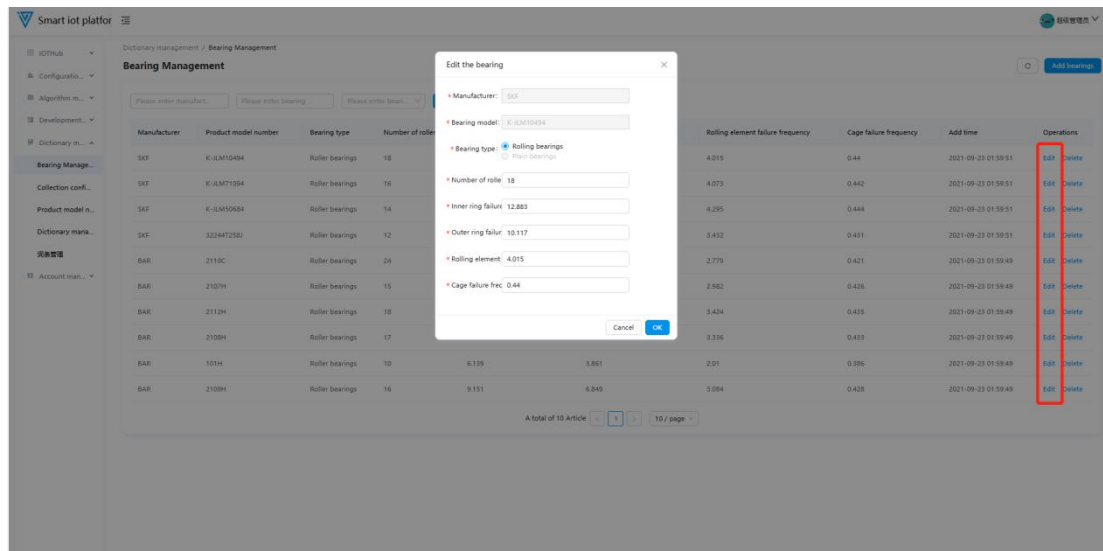 Smart iot platfor
超级管理员
IOTHub
Configuratio...
Algorithm m...
Development...
Dictionary m...
Bearing Manage...
Collection confi...
Product model n...
Dictionary mana...
词条管理
Account man...
Dictionary management / Bearing Management
Bearing Management
Add bearings
Please enter manufact...
Please enter bearing ...
Please enter beari...
Manufacturer Product model number Bearing type Number of roller Rolling element failure frequency Cage failure frequency Add time Operations
SKF K-JLM10494 Roller bearings 18 4.015 0.44 2021-09-23 01:59:51 Edit Delete
SKF K-JLM71094 Roller bearings 16 4.073 0.442 2021-09-23 01:59:51 Edit Delete
SKF K-JLM50684 Roller bearings 14 4.295 0.444 2021-09-23 01:59:51 Edit Delete
SKF 32244T258J Roller bearings 12 3.432 0.431 2021-09-23 01:59:51 Edit Delete
BAR 2110C Roller bearings 24 2.779 0.421 2021-09-23 01:59:49 Edit Delete
BAR 2107H Roller bearings 15 2.982 0.426 2021-09-23 01:59:49 Edit Delete
BAR 2112H Roller bearings 18 3.424 0.435 2021-09-23 01:59:49 Edit Delete
BAR 2108H Roller bearings 17 3.336 0.433 2021-09-23 01:59:49 Edit Delete
BAR 101H Roller bearings 10 6.139 3.861 2.01 0.386 2021-09-23 01:59:49 Edit Delete
BAR 2109H Roller bearings 16 9.151 6.849 3.084 0.428 2021-09-23 01:59:49 Edit Delete
A total of 10 Article < 1 > 10 / page
Edit the bearing
* Manufacturer: SKF
* Bearing model: K-JLM10494
* Bearing type: Rolling bearings
Plain bearings
* Number of rolle 18
* Inner ring failure 12.883
* Outer ring failur 10.117
* Rolling element 4.015
* Cage failure frec 0.44
Cancel OK